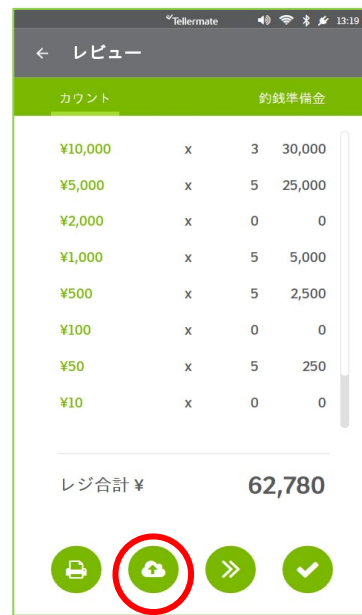 Tellermate 13:19
← レビュー
カウント 釣銭準備金
¥10,000 x 3 30,000
¥5,000 x 5 25,000
¥2,000 x 0 0
¥1,000 x 5 5,000
¥500 x 5 2,500
¥100 x 0 0
¥50 x 5 250
¥10 x 0 0
レジ合計 ¥ 62,780